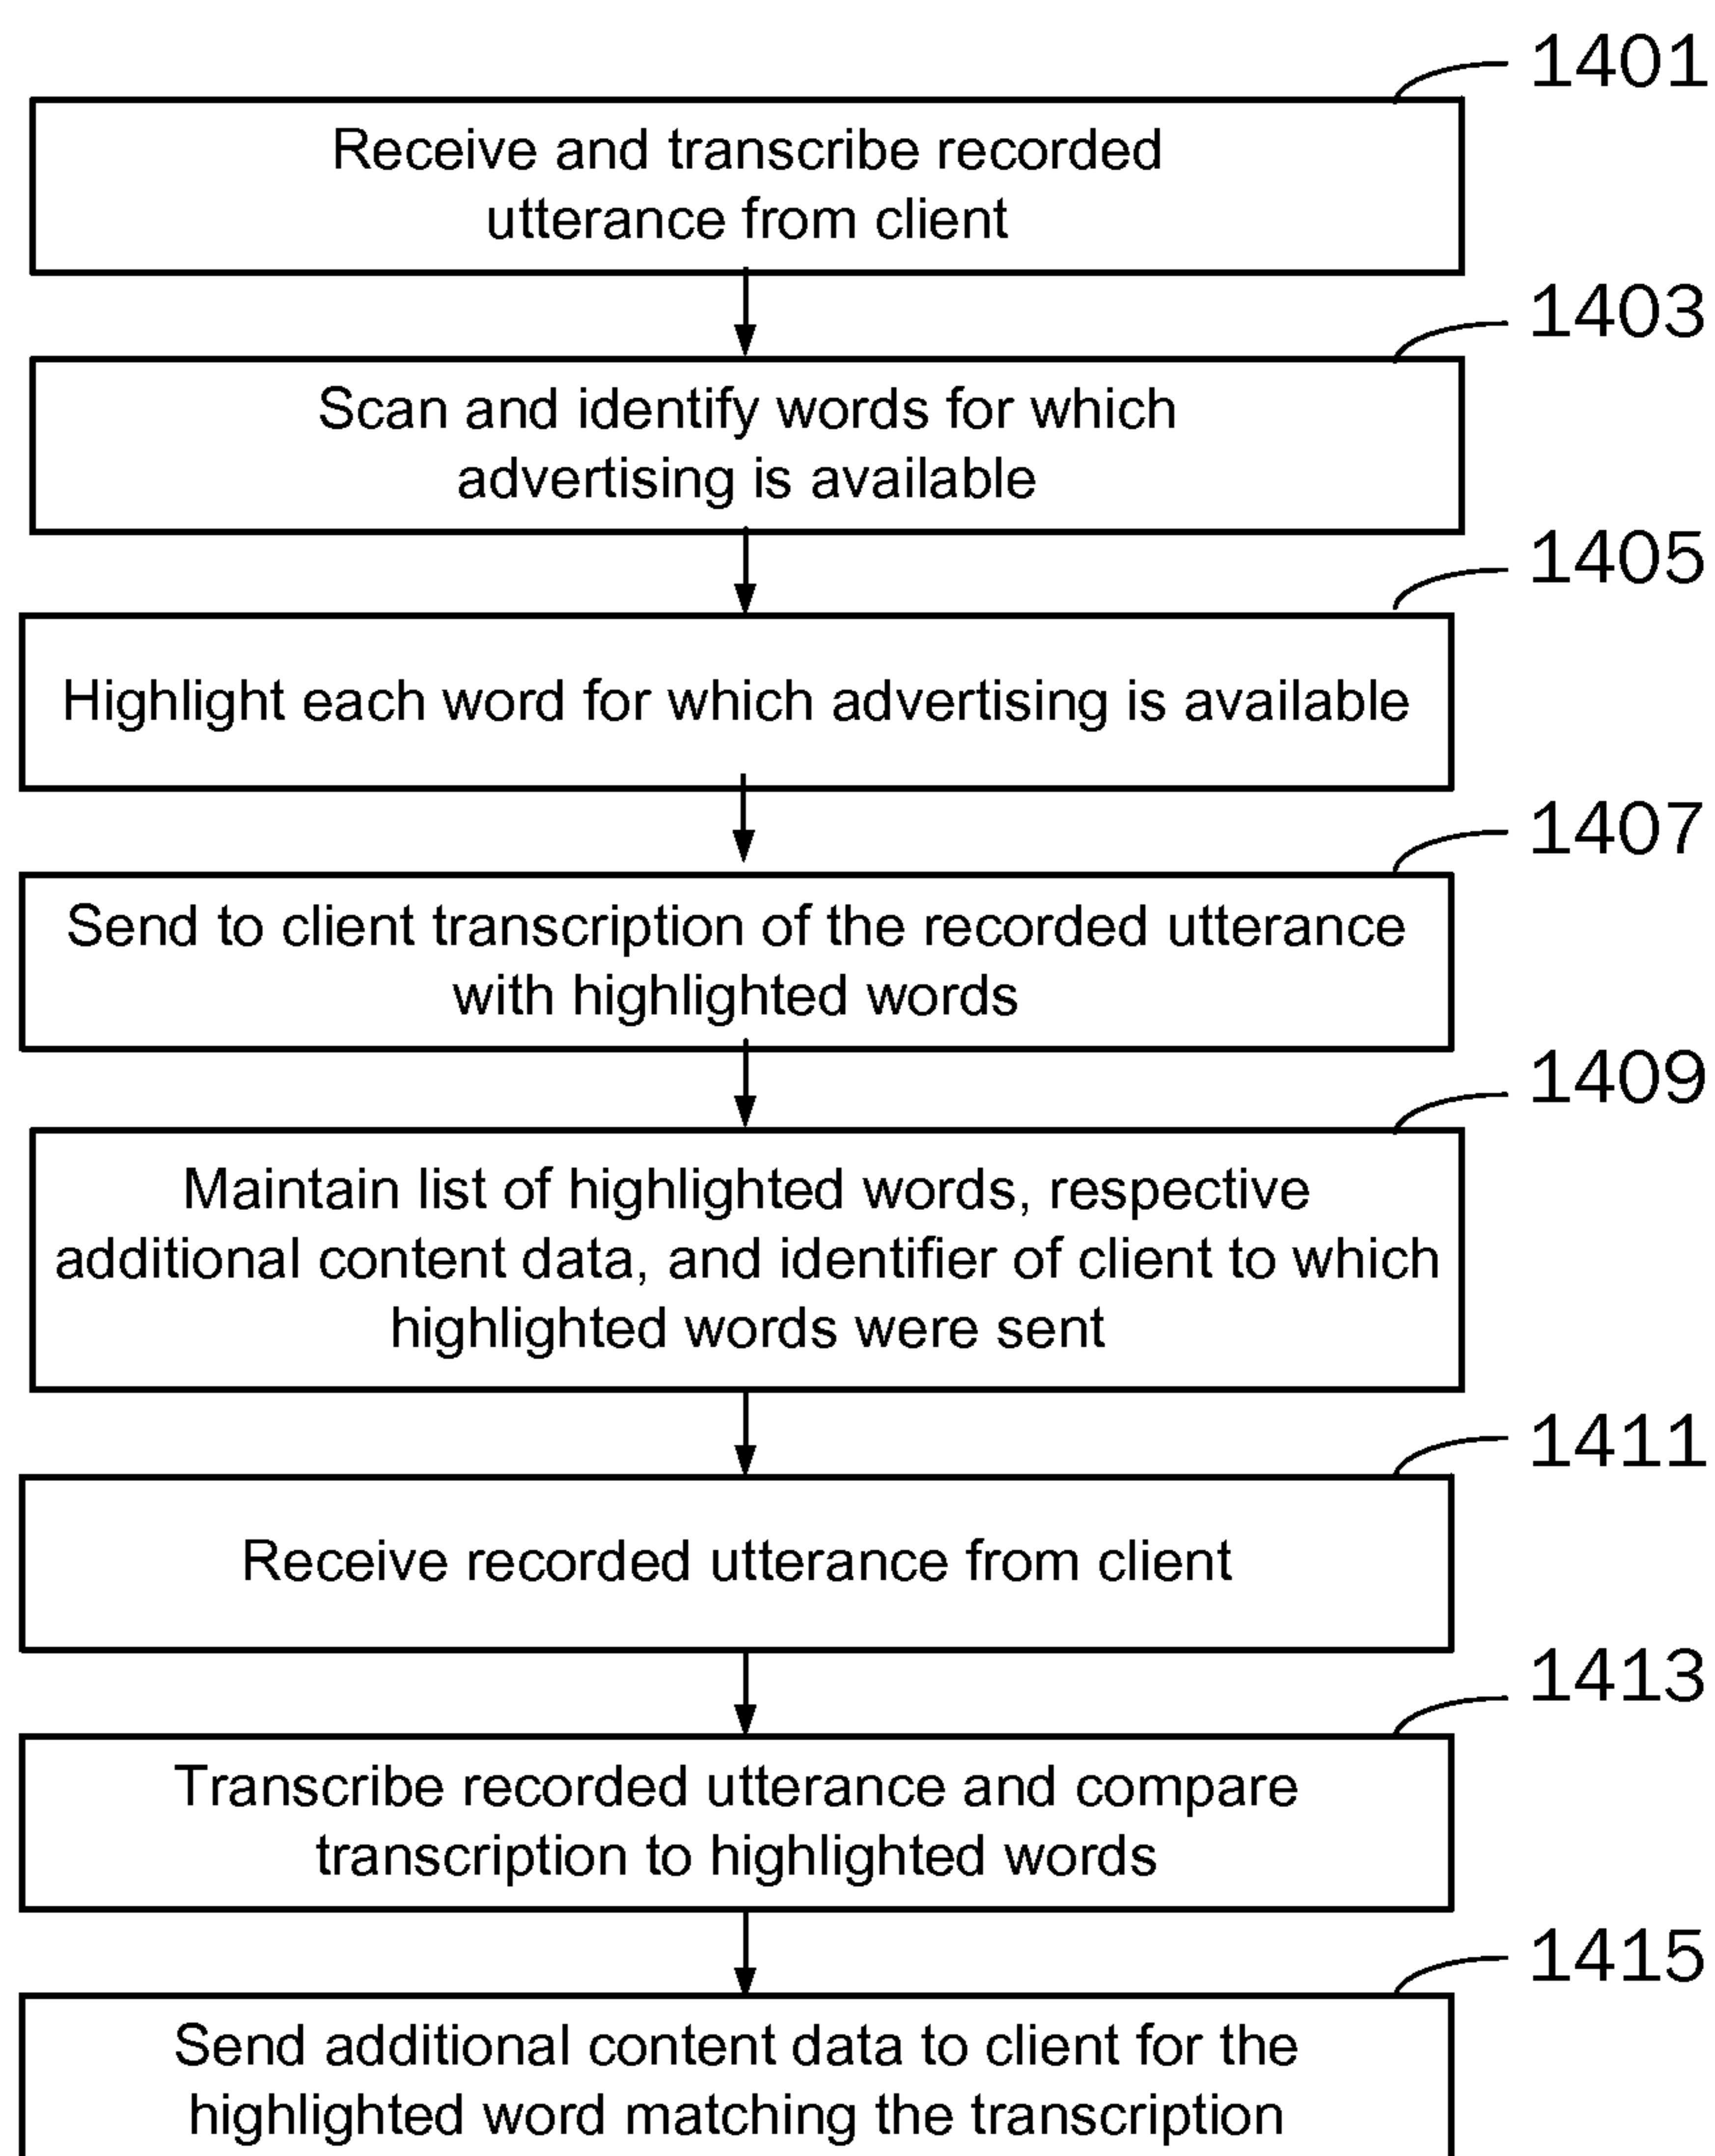 1401
Receive and transcribe recorded
utterance from client
1403
Scan and identify words for which
advertising is available
1405
Highlight each word for which advertising is available
1407
Send to client transcription of the recorded utterance
with highlighted words
1409
Maintain list of highlighted words, respective
additional content data, and identifier of client to which
highlighted words were sent
1411
Receive recorded utterance from client
1413
Transcribe recorded utterance and compare
transcription to highlighted words
1415
Send additional content data to client for the
highlighted word matching the transcription